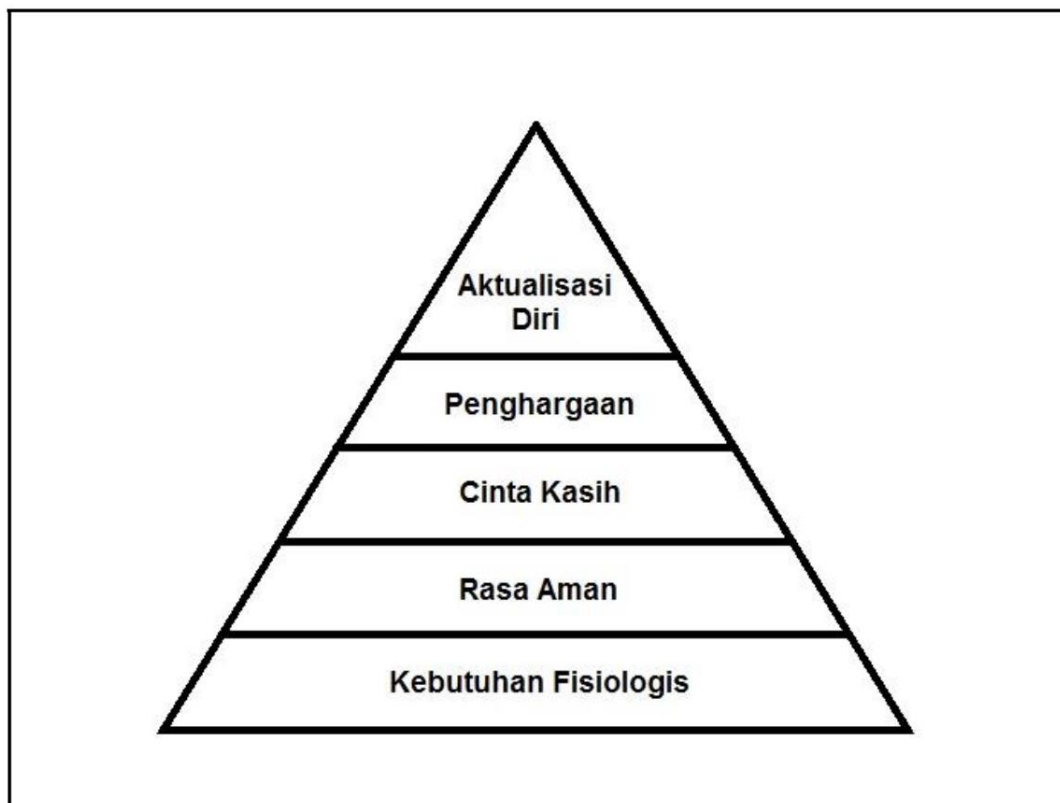 Aktualisasi
Diri
Penghargaan
Cinta Kasih
Rasa Aman
Kebutuhan Fisiologis